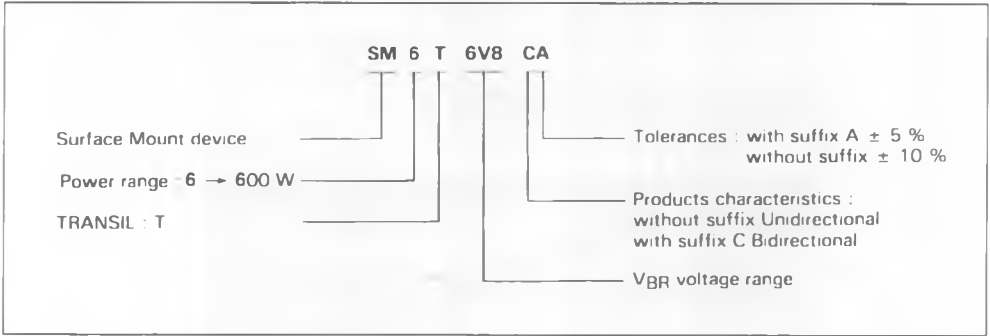 SM 6 T 6V8 CA
Surface Mount device
Power range 6 → 600 W
TRANSIL : T
Tolerances : with suffix A ± 5 %
without suffix ± 10 %
Products characteristics :
without suffix Unidirectional
with suffix C Bidirectional
VBR voltage range